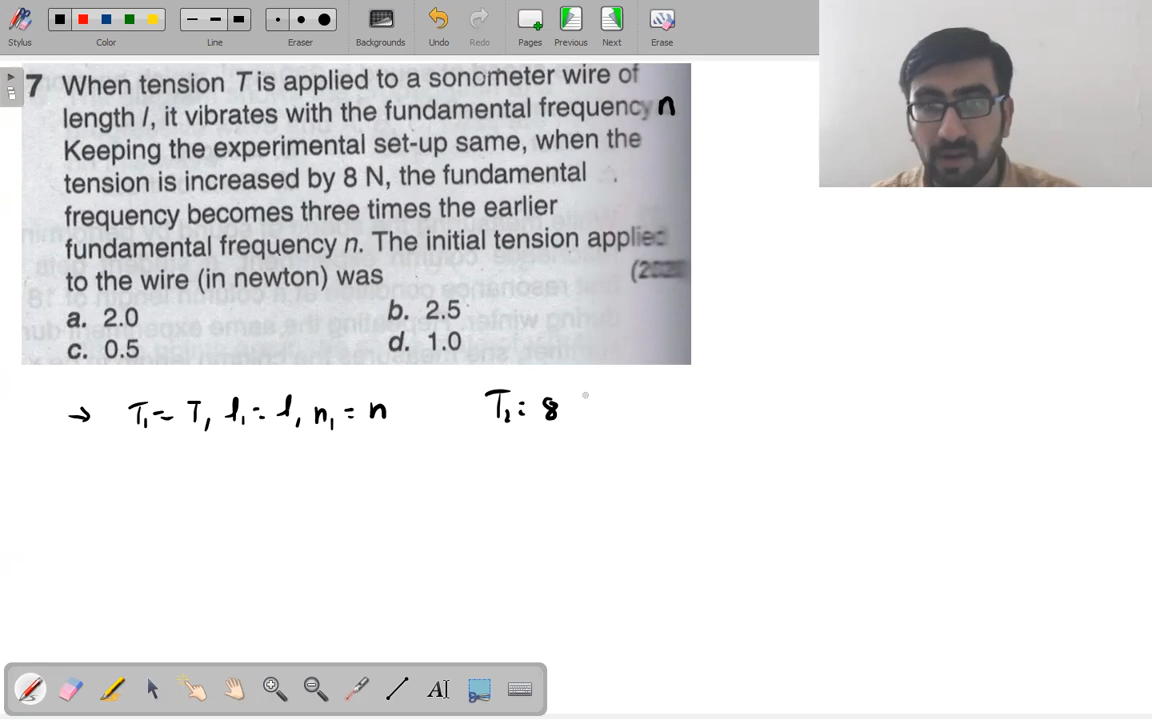 Stylus
Color
Line
Eraser
Backgrounds
Undo
Redo
Pages
Previous
Next
Erase
7 When tension T is applied to a sonometer wire of
length l, it vibrates with the fundamental frequency n
Keeping the experimental set-up same, when the
tension is increased by 8 N, the fundamental
frequency becomes three times the earlier
fundamental frequency n. The initial tension applied
to the wire (in newton) was
a. 2.0 b. 2.5
c. 0.5 d. 1.0
→ T₁ = T, l₁ = l, n₁ = n T₂ = 8